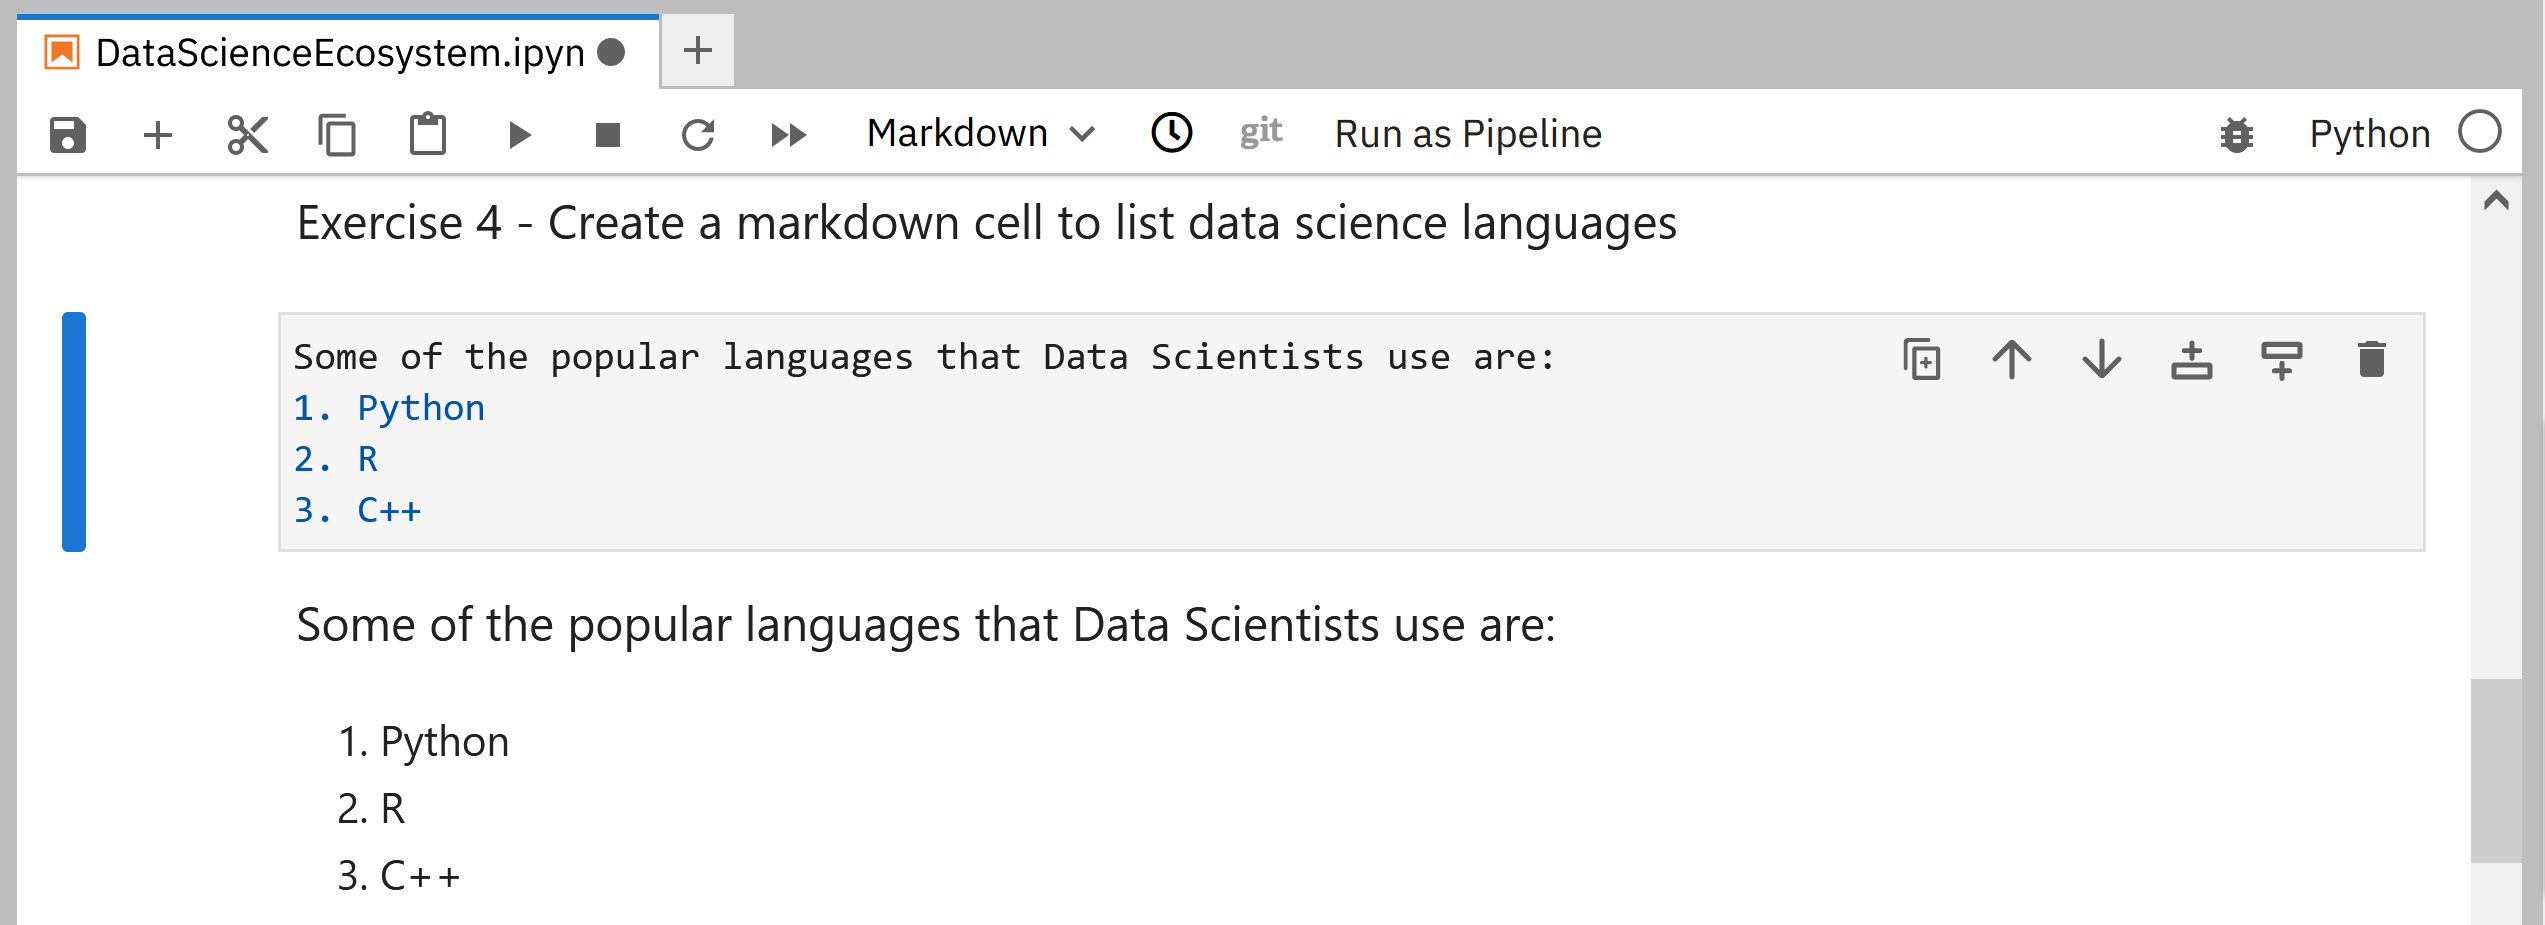 DataScienceEcosystem.ipyn
Markdown git Run as Pipeline Python
Exercise 4 - Create a markdown cell to list data science languages
Some of the popular languages that Data Scientists use are:
1. Python
2. R
3. C++
Some of the popular languages that Data Scientists use are:
1. Python
2. R
3. C++